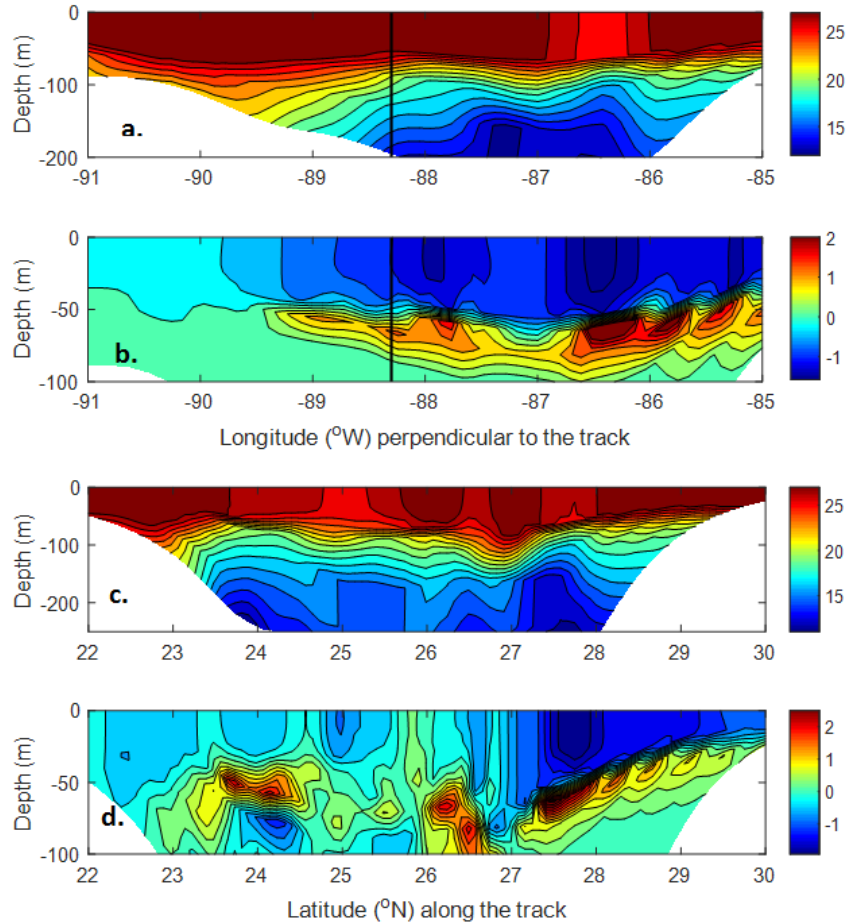 0
-100
-200
Depth (m)
a.
-91 -90 -89 -88 -87 -86 -85
25
20
15
0
-50
-100
Depth (m)
b.
-91 -90 -89 -88 -87 -86 -85
2
1
0
-1
Longitude (°W) perpendicular to the track
0
-100
-200
Depth (m)
c.
22 23 24 25 26 27 28 29 30
25
20
15
0
-50
-100
Depth (m)
d.
22 23 24 25 26 27 28 29 30
2
1
0
-1
Latitude (°N) along the track